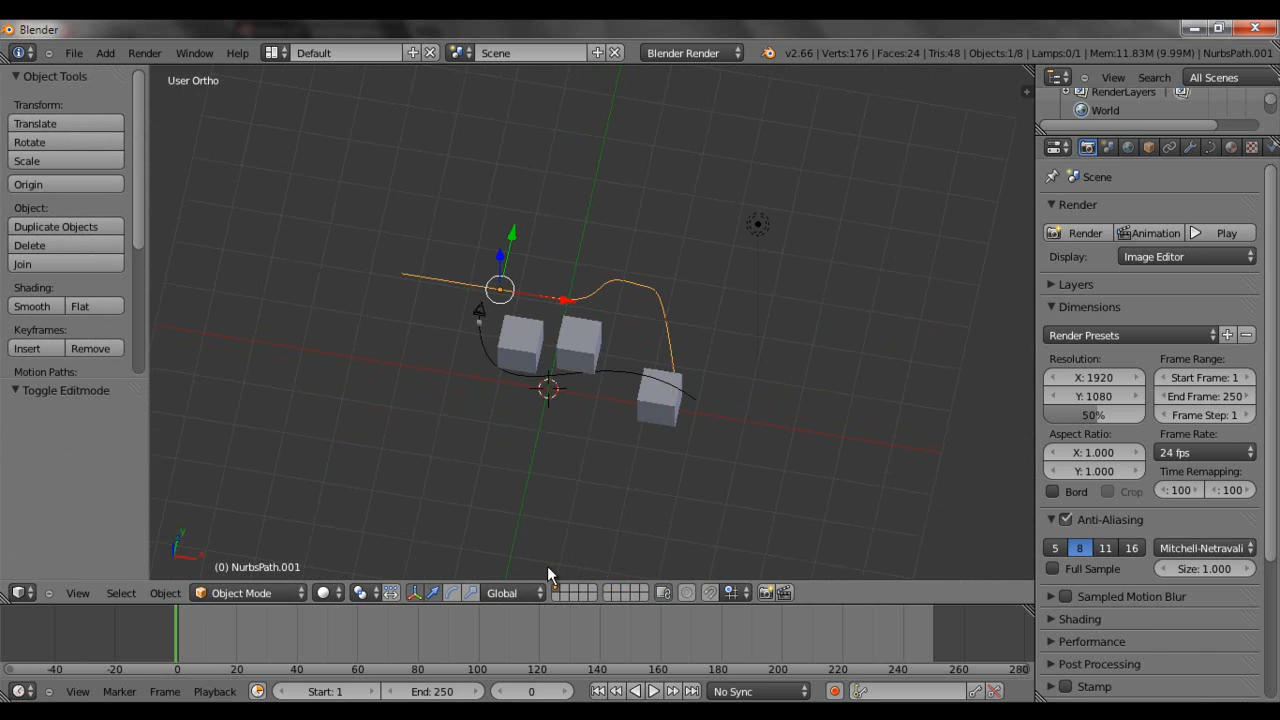 Blender
File Add Render Window Help Default Scene Blender Render v2.66 | Verts:176 | Faces:24 | Tris:48 | Objects:1/8 | Lamps:0/1 | Mem:11.83M (9.99M) | NurbsPath.001
Object Tools
Transform:
Translate
Rotate
Scale
Origin
Object:
Duplicate Objects
Delete
Join
Shading:
Smooth Flat
Keyframes:
Insert Remove
Motion Paths:
Toggle Editmode
User Ortho
(0) NurbsPath.001
View Select Object Object Mode Global
View Search All Scenes
RenderLayers
World
Scene
Render
Render Animation Play
Display: Image Editor
Layers
Dimensions
Render Presets
Resolution: Frame Range:
X: 1920 Start Frame: 1
Y: 1080 End Frame: 250
50% Frame Step: 1
Aspect Ratio: Frame Rate:
X: 1.000 24 fps
Y: 1.000 Time Remapping:
Bord Crop : 100 : 100
Anti-Aliasing
5 8 11 16 Mitchell-Netravali
Full Sample Size: 1.000
Sampled Motion Blur
Shading
Performance
Post Processing
Stamp
-40 -20 0 20 40 60 80 100 120 140 160 180 200 220 240 260 280
View Marker Frame Playback Start: 1 End: 250 0 No Sync